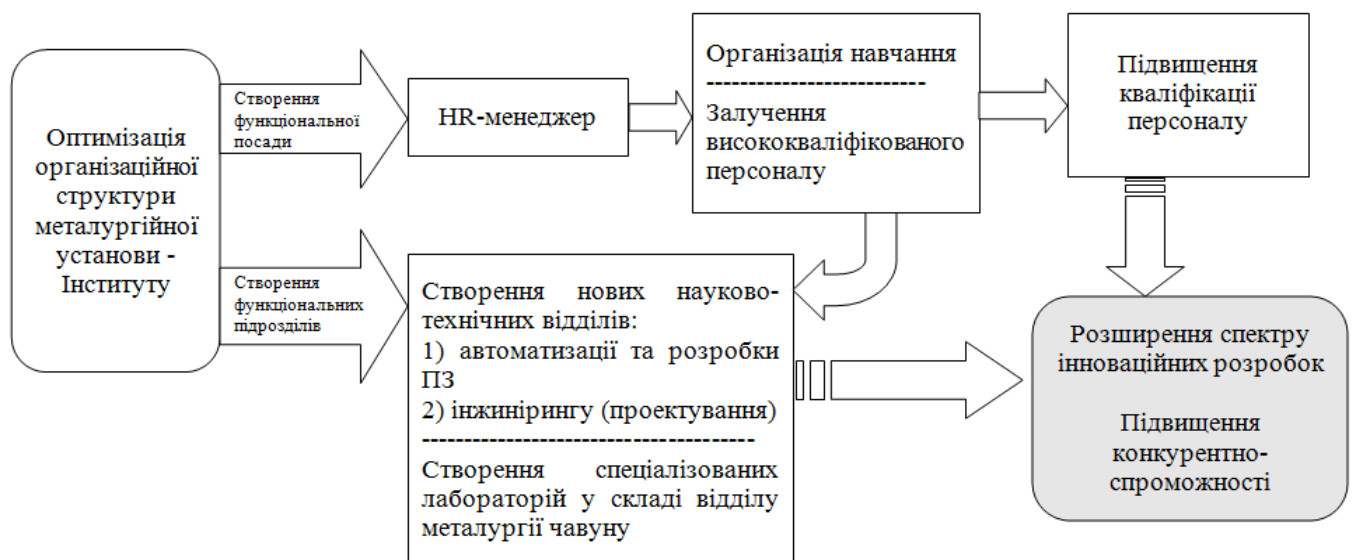 Оптимізація
організаційної
структури
металургійної
установи -
Інституту
Створення
функціональної
посади
HR-менеджер
Організація навчання
--------------------------
Залучення
висококваліфікованого
персоналу
Підвищення
кваліфікації
персоналу
Створення
функціональних
підрозділів
Створення нових науково-
технічних відділів:
1) автоматизації та розробки
ПЗ
2) інжинірингу (проектування)
---------------------------------------
Створення спеціалізованих
лабораторій у складі відділу
металургії чавуну
Розширення спектру
інноваційних розробок
Підвищення
конкурентно-
спроможності